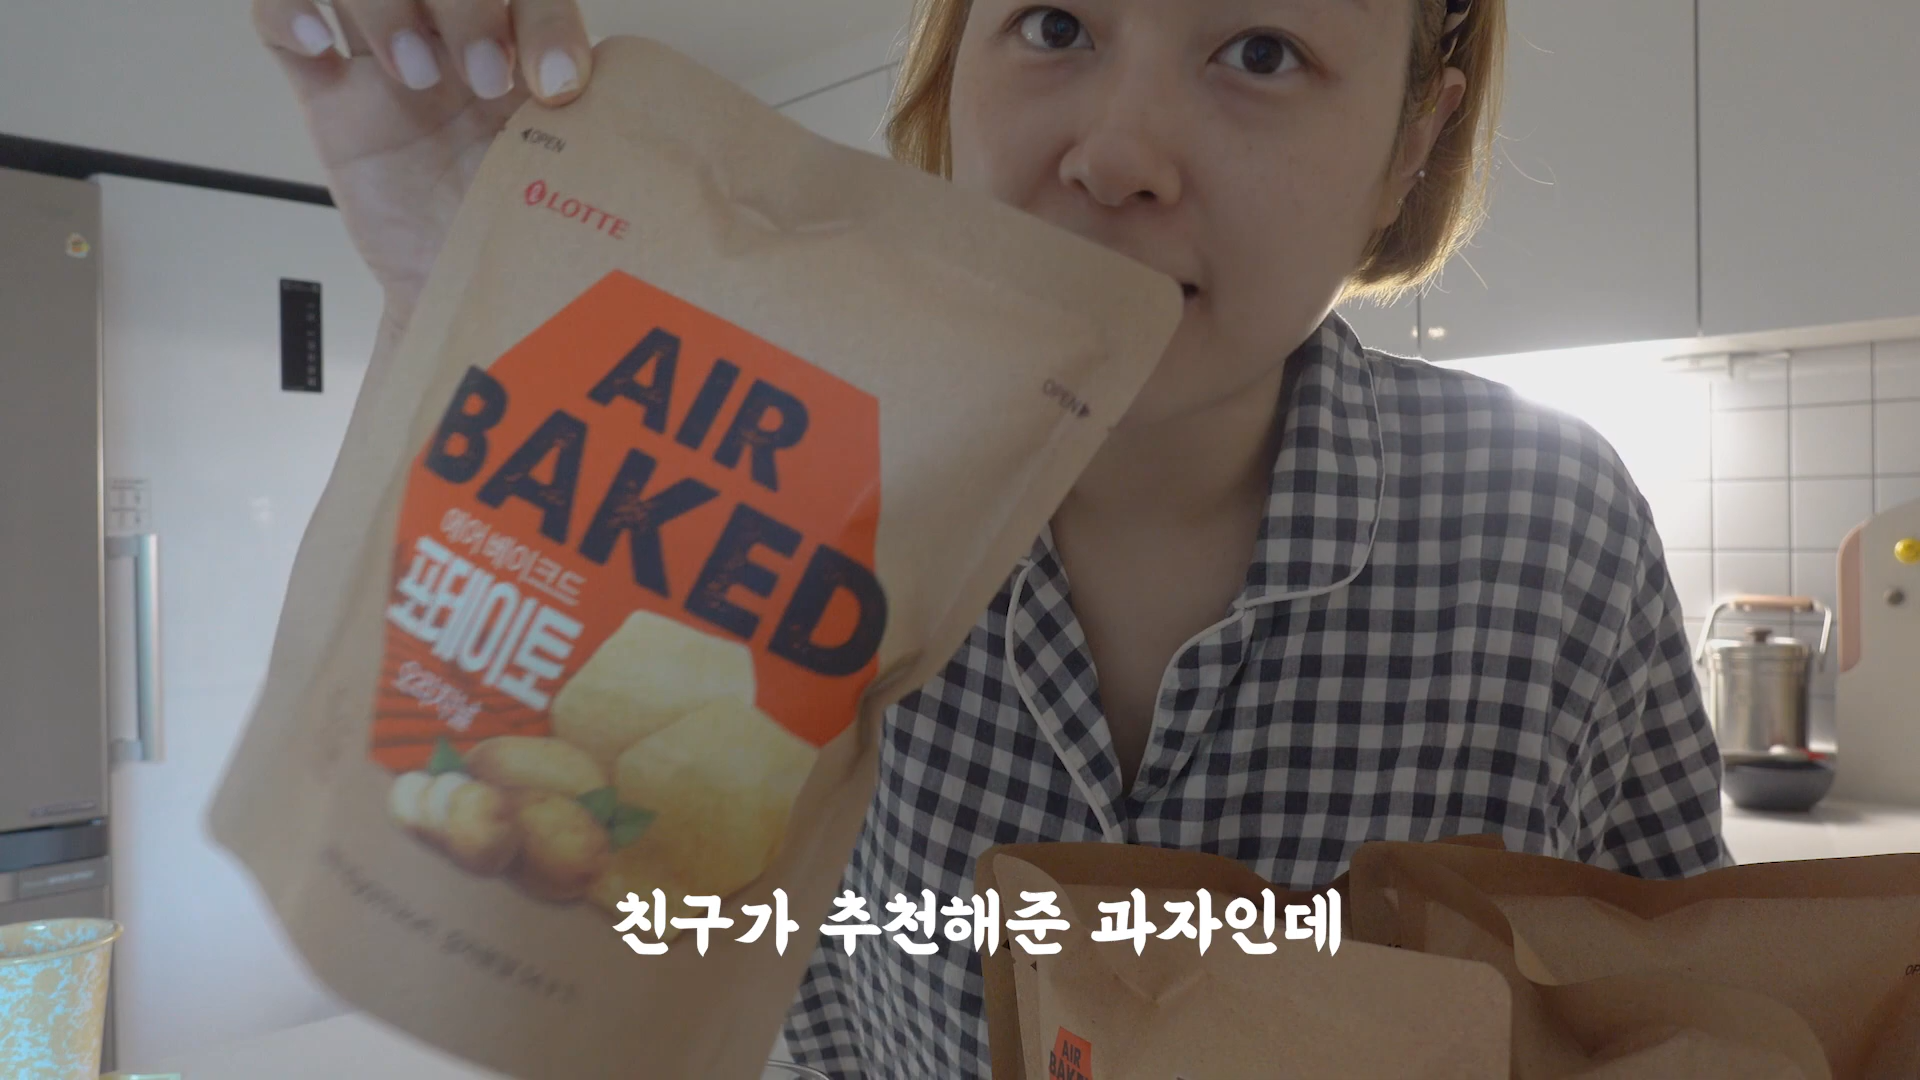 ◀OPEN
LOTTE
OPEN▶
AIR
BAKED
에어 베이크드
포테이토
오리지널
친구가 추천해준 과자인데
AIR